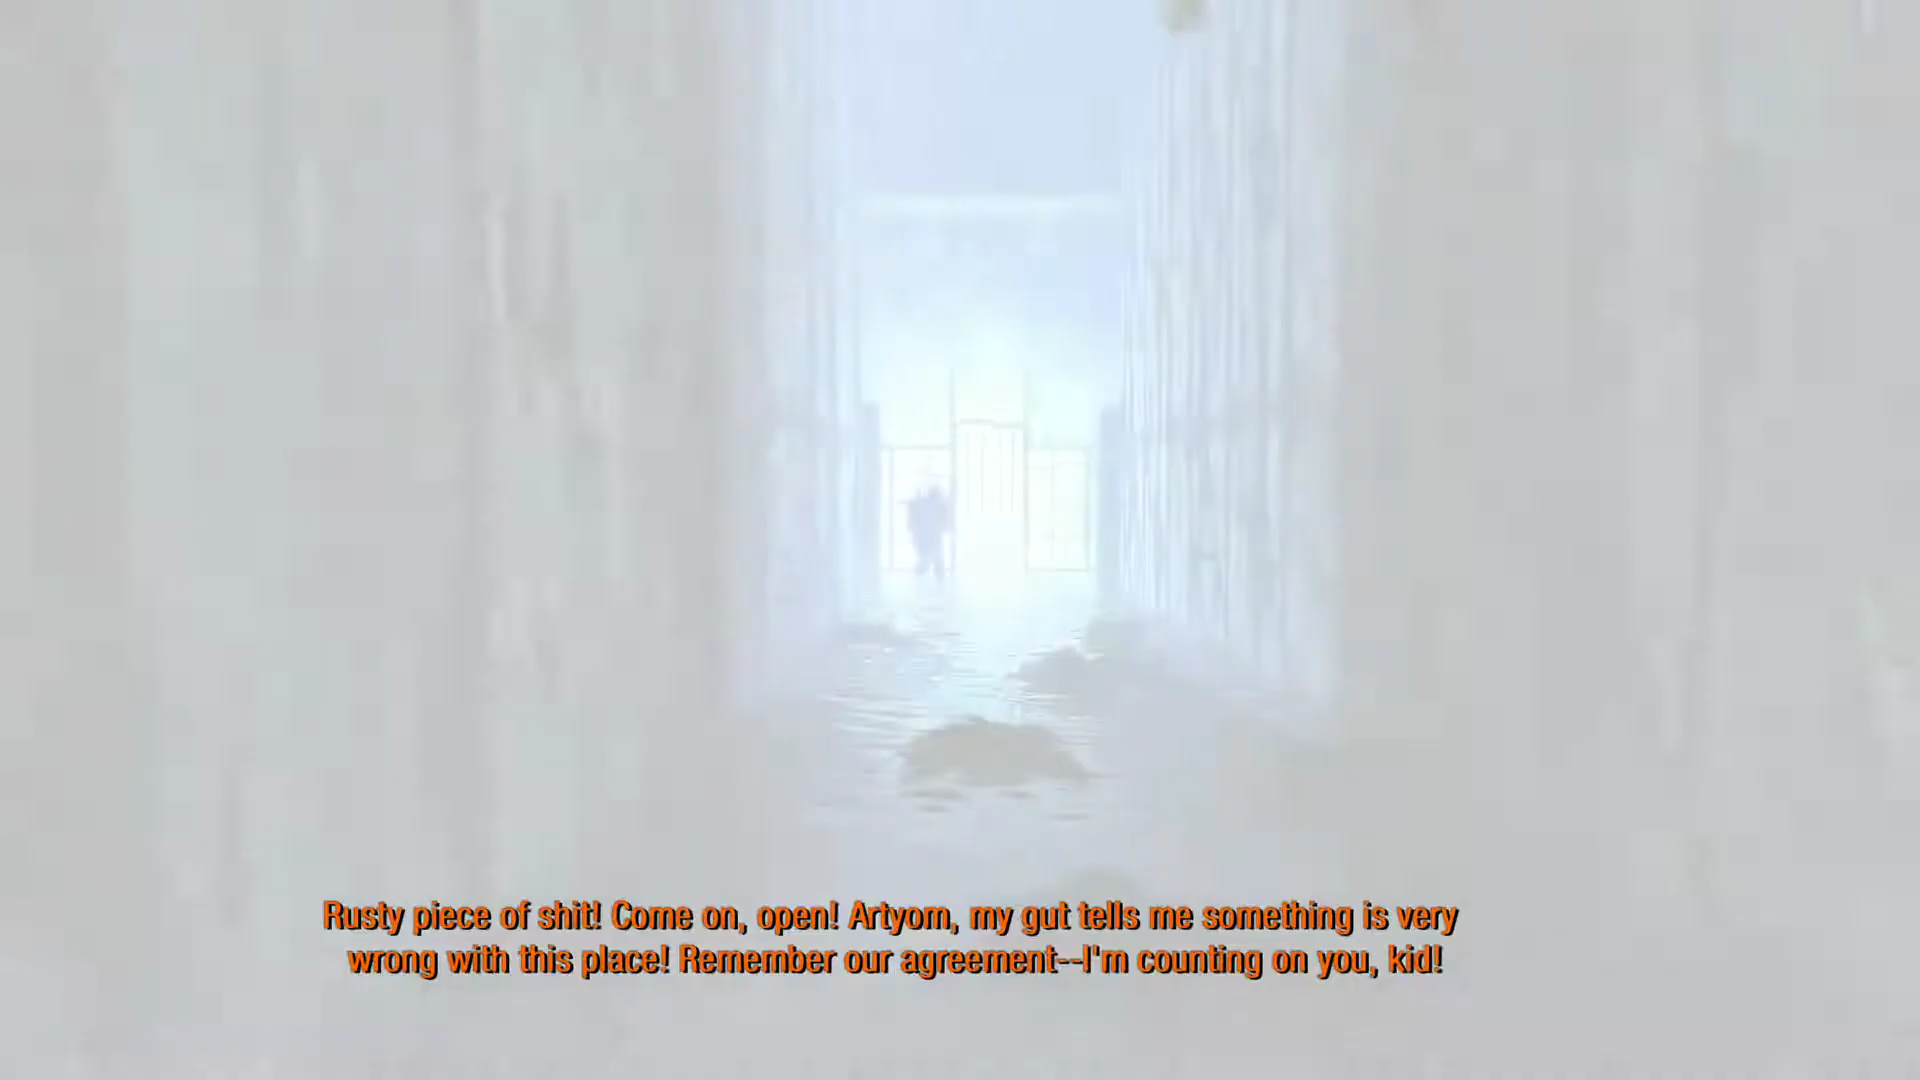 Rusty piece of shit! Come on, open! Artyom, my gut tells me something is very
wrong with this place! Remember our agreement--I'm counting on you, kid!